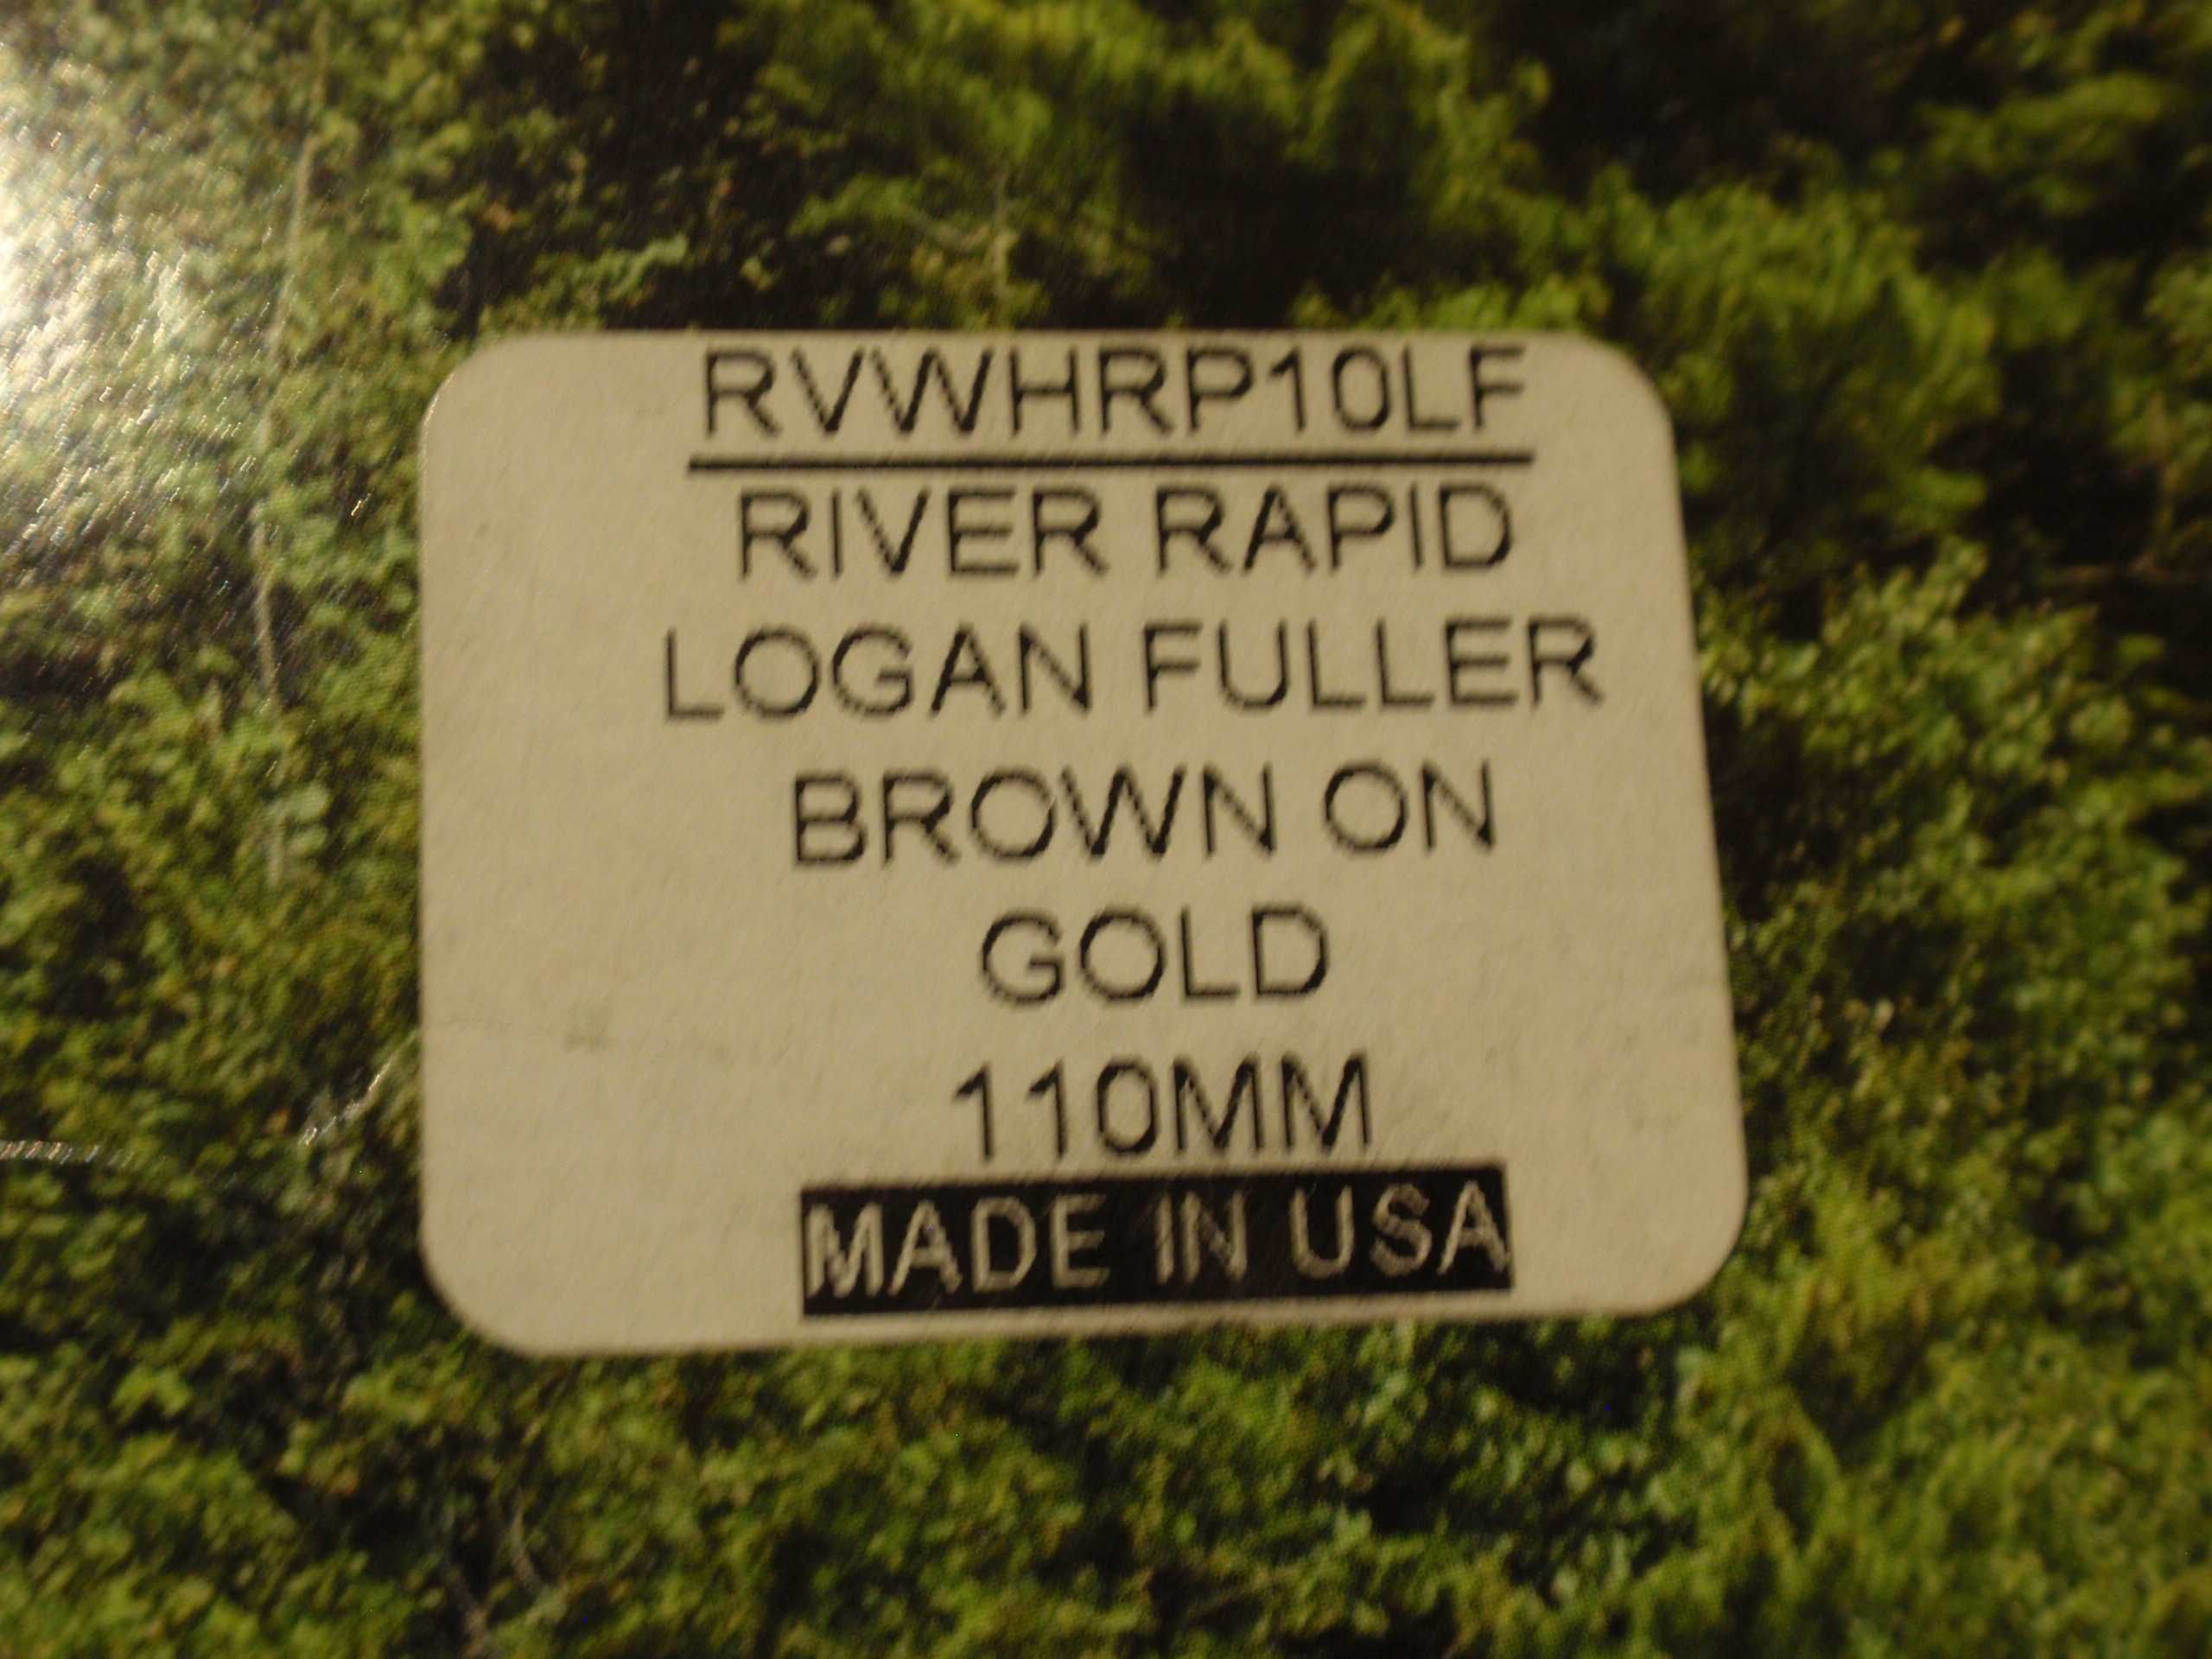 RVWHRP10LF
RIVER RAPID
LOGAN FULLER
BROWN ON
GOLD
110MM
MADE IN USA